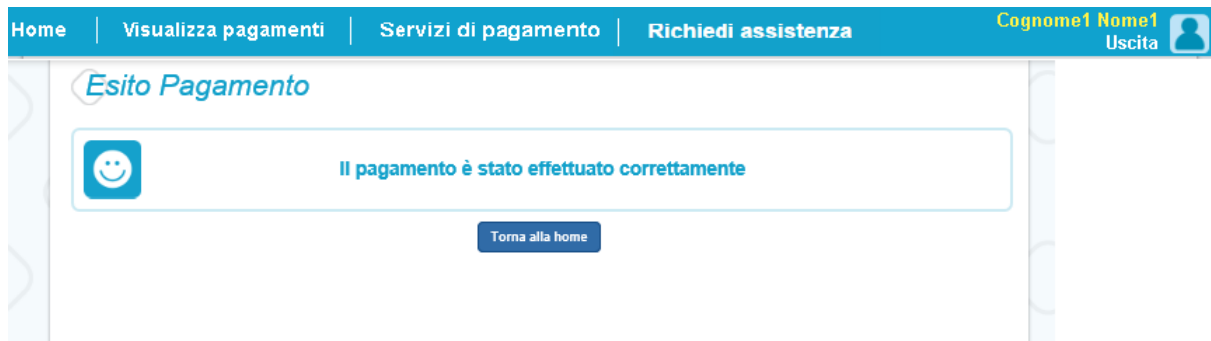 Home | Visualizza pagamenti | Servizi di pagamento | Richiedi assistenza
Cognome1 Nome1
Uscita
Esito Pagamento
Il pagamento è stato effettuato correttamente
Torna alla home